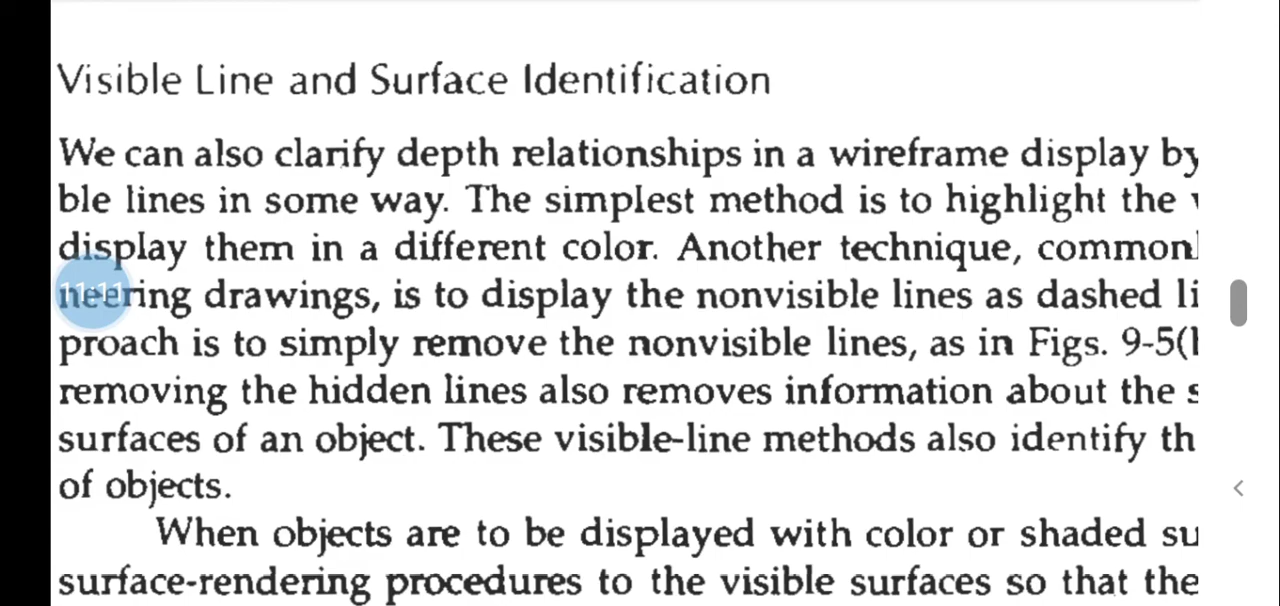 Visible Line and Surface Identification
We can also clarify depth relationships in a wireframe display by
ble lines in some way. The simplest method is to highlight the
display them in a different color. Another technique, common
neering drawings, is to display the nonvisible lines as dashed
proach is to simply remove the nonvisible lines, as in Figs. 9-5(
removing the hidden lines also removes information about the
surfaces of an object. These visible-line methods also identify
of objects.
When objects are to be displayed with color or shaded
surface-rendering procedures to the visible surfaces so that the
11:11